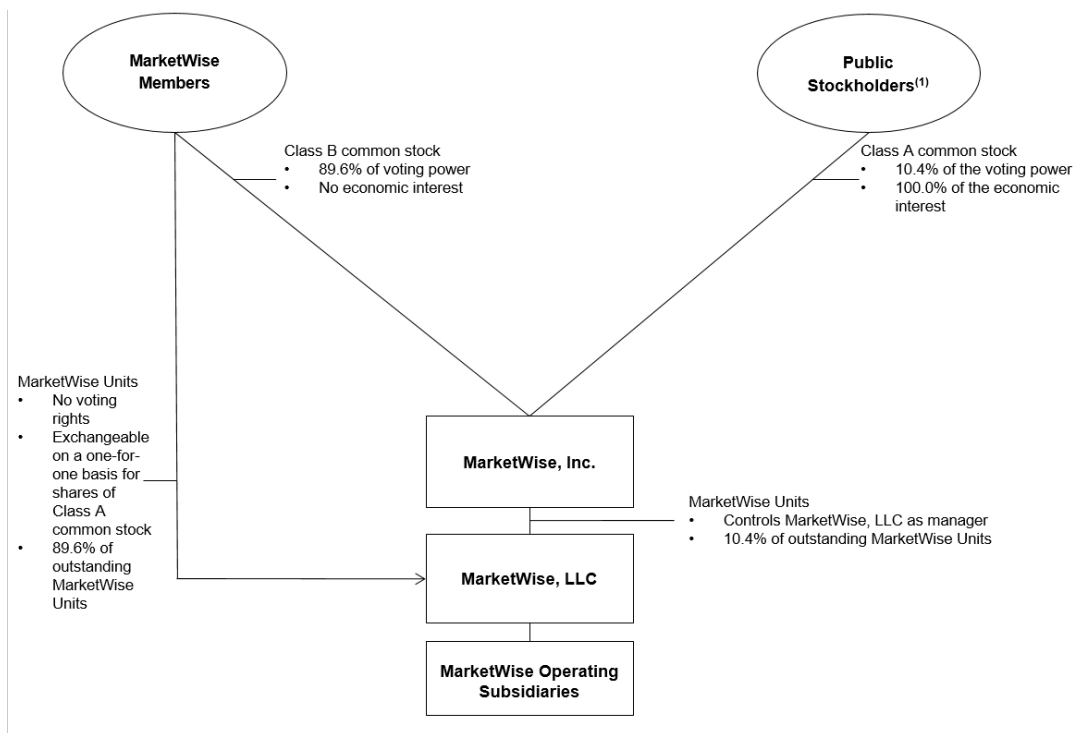 MarketWise
Members
Public
Stockholders(1)
Class B common stock
• 89.6% of voting power
• No economic interest
Class A common stock
• 10.4% of the voting power
• 100.0% of the economic
interest
MarketWise Units
• No voting
rights
• Exchangeable
on a one-for-
one basis for
shares of
Class A
common stock
• 89.6% of
outstanding
MarketWise
Units
MarketWise, Inc.
MarketWise Units
• Controls MarketWise, LLC as manager
• 10.4% of outstanding MarketWise Units
MarketWise, LLC
MarketWise Operating
Subsidiaries